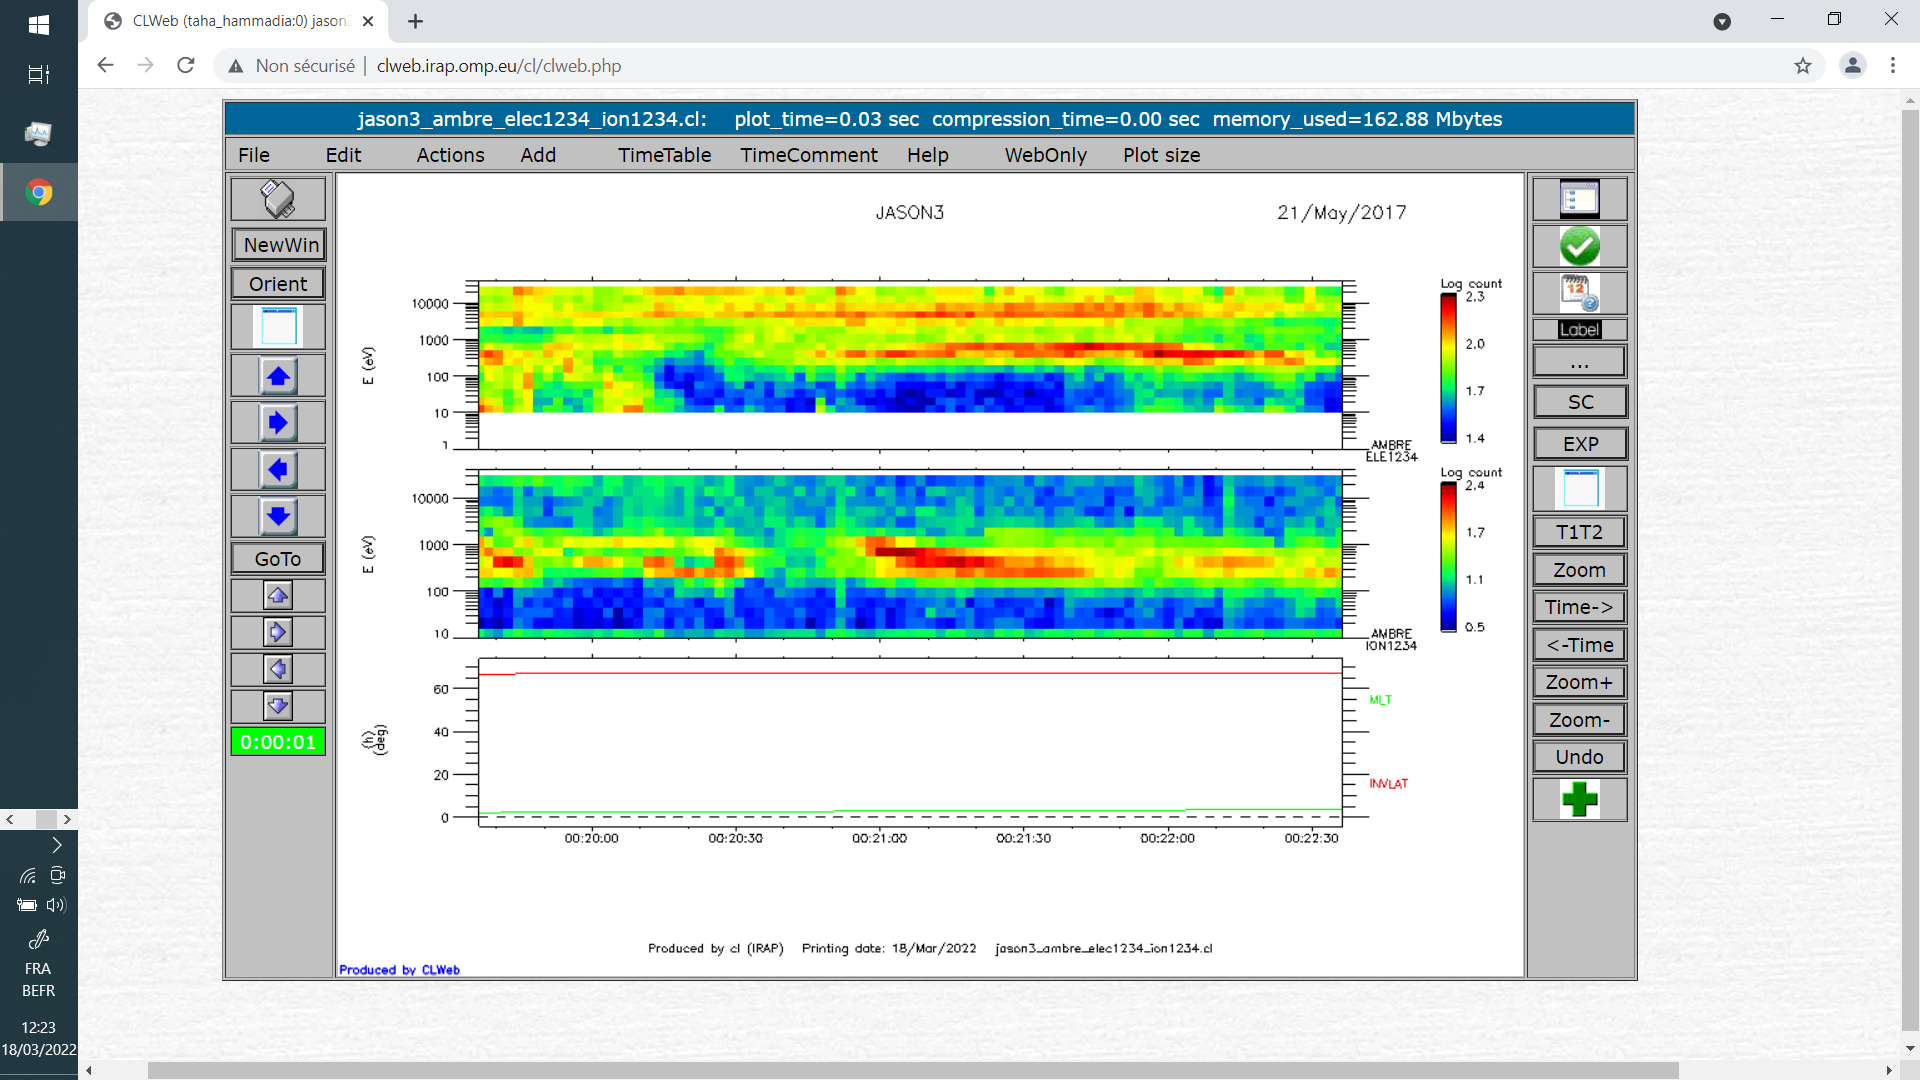 CLWeb (taha_hammadia:0) jason
Non sécurisé | clweb.irap.omp.eu/cl/clweb.php
jason3_ambre_elec1234_ion1234.cl: plot_time=0.03 sec compression_time=0.00 sec memory_used=162.88 Mbytes
File Edit Actions Add TimeTable TimeComment Help WebOnly Plot size
NewWin
Orient
GoTo
0:00:01
JASON3 21/May/2017
Log count
2.3
2.0
1.7
1.4
10000
1000
100
10
1
E (eV)
AMBRE
ELE1234
Log count
2.4
1.7
1.1
0.5
10000
1000
100
10
E (eV)
AMBRE
ION1234
60
40
20
0
(h)
(deg)
MLT
INVLAT
00:20:00 00:20:30 00:21:00 00:21:30 00:22:00 00:22:30
Produced by cl (IRAP) Printing date: 18/Mar/2022 jason3_ambre_elec1234_ion1234.cl
Produced by CLWeb
12
Label
...
SC
EXP
T1T2
Zoom
Time->
<-Time
Zoom+
Zoom-
Undo
FRA
BEFR
12:23
18/03/2022